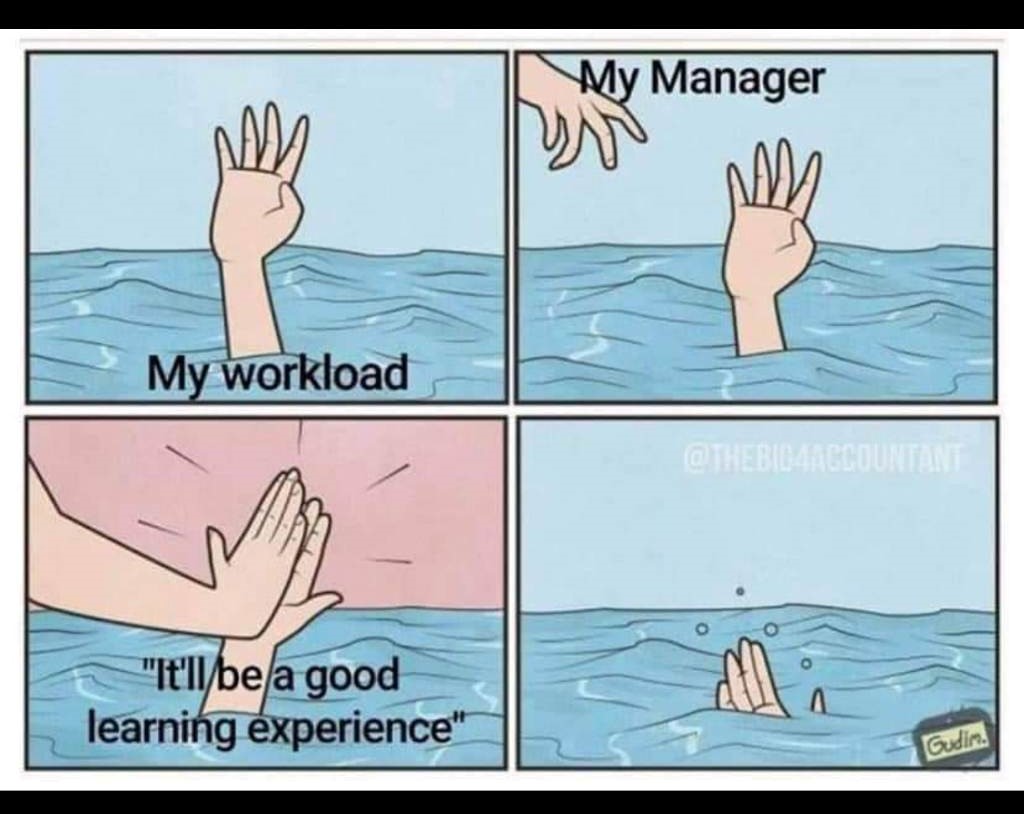 My Manager
My workload
@THEBIG4ACCOUNTANT
"It'll be a good
learning experience"
Gudim.